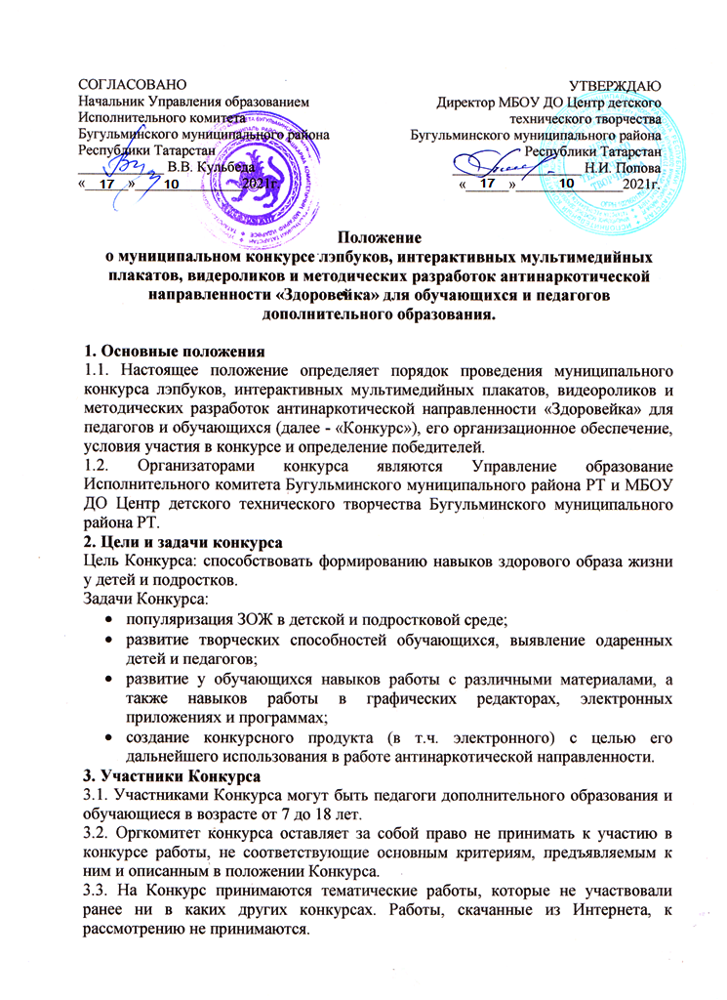 СОГЛАСОВАНО
Начальник Управления образованием
Исполнительного комитета
Бугульминского муниципального района
Республики Татарстан
____________ В.В. Кульбеда
«__17__»____10________2021г.
УТВЕРЖДАЮ
Директор МБОУ ДО Центр детского
технического творчества
Бугульминского муниципального района
Республики Татарстан
________________ Н.И. Попова
«__17__»______10______2021г.
Положение
о муниципальном конкурсе лэпбуков, интерактивных мультимедийных
плакатов, видероликов и методических разработок антинаркотической
направленности «Здоровейка» для обучающихся и педагогов
дополнительного образования.
1. Основные положения
1.1. Настоящее положение определяет порядок проведения муниципального
конкурса лэпбуков, интерактивных мультимедийных плакатов, видеороликов и
методических разработок антинаркотической направленности «Здоровейка» для
педагогов и обучающихся (далее - «Конкурс»), его организационное обеспечение,
условия участия в конкурсе и определение победителей.
1.2. Организаторами конкурса являются Управление образование
Исполнительного комитета Бугульминского муниципального района РТ и МБОУ
ДО Центр детского технического творчества Бугульминского муниципального
района РТ.
2. Цели и задачи конкурса
Цель Конкурса: способствовать формированию навыков здорового образа жизни
у детей и подростков.
Задачи Конкурса:
• популяризация ЗОЖ в детской и подростковой среде;
• развитие творческих способностей обучающихся, выявление одаренных
детей и педагогов;
• развитие у обучающихся навыков работы с различными материалами, а
также навыков работы в графических редакторах, электронных
приложениях и программах;
• создание конкурсного продукта (в т.ч. электронного) с целью его
дальнейшего использования в работе антинаркотической направленности.
3. Участники Конкурса
3.1. Участниками Конкурса могут быть педагоги дополнительного образования и
обучающиеся в возрасте от 7 до 18 лет.
3.2. Оргкомитет конкурса оставляет за собой право не принимать к участию в
конкурсе работы, не соответствующие основным критериям, предъявляемым к
ним и описанным в положении Конкурса.
3.3. На Конкурс принимаются тематические работы, которые не участвовали
ранее ни в каких других конкурсах. Работы, скачанные из Интернета, к
рассмотрению не принимаются.